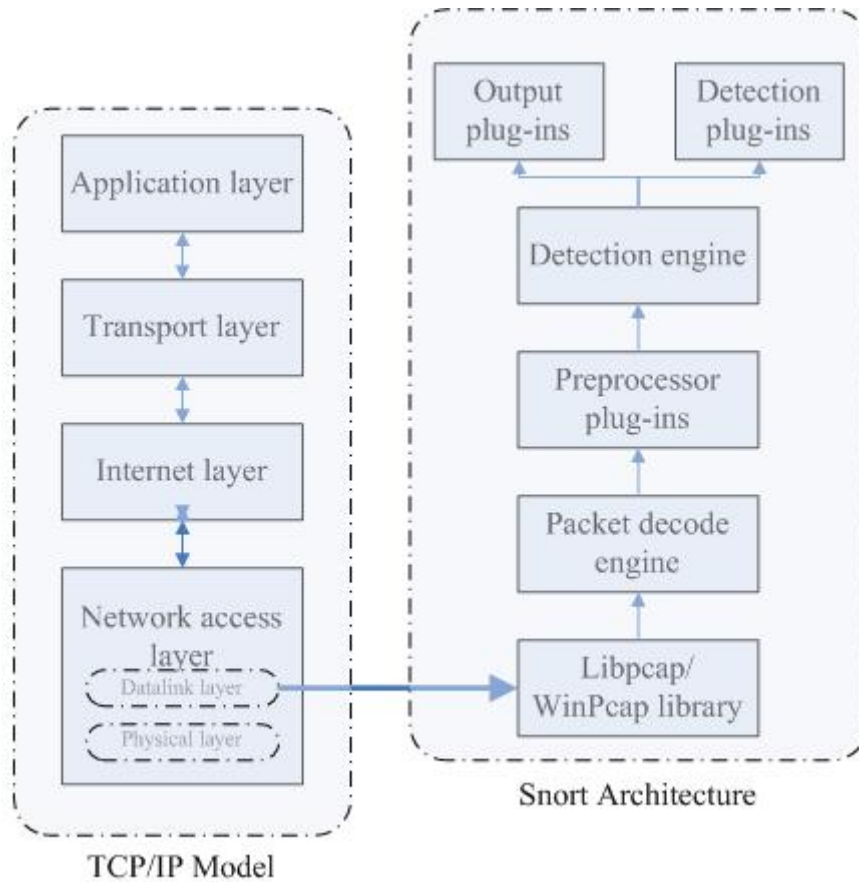 Application layer
Transport layer
Internet layer
Network access
layer
Datalink layer
Physical layer
TCP/IP Model
Output
plug-ins
Detection
plug-ins
Detection engine
Preprocessor
plug-ins
Packet decode
engine
Libpcap/
WinPcap library
Snort Architecture